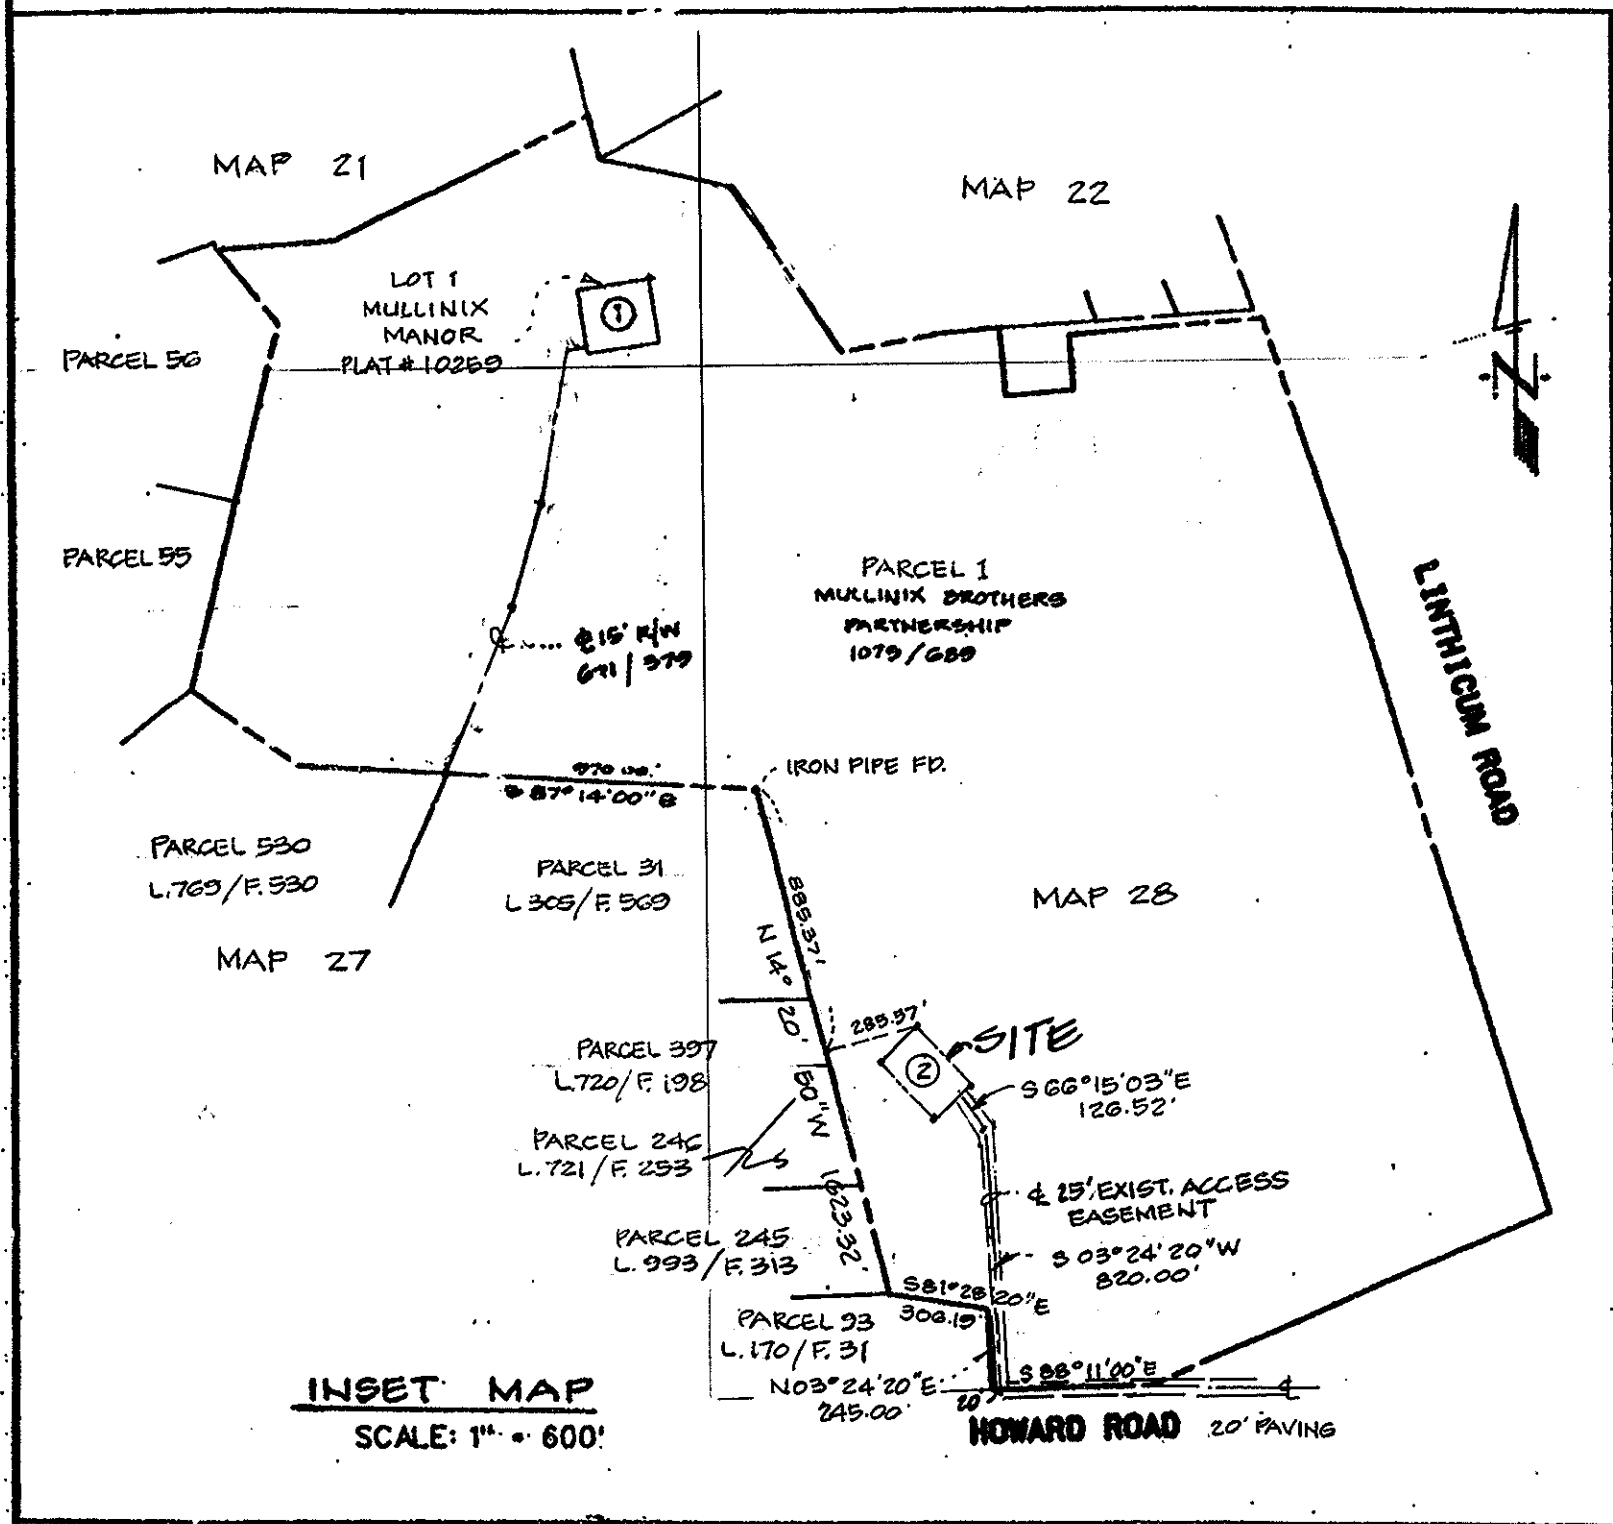 MAP 21
MAP 22
LOT 1
MULLINIX
MANOR
PLAT # 10259
1
PARCEL 56
PARCEL 55
N
PARCEL 1
MULLINIX BROTHERS
PARTNERSHIP
1079/689
LINTHICUM ROAD
℄ 15' R/W
671/379
IRON PIPE FD.
970.00'
S 87° 14' 00" E
PARCEL 530
L.769/F.530
PARCEL 31
L 305/F. 569
MAP 28
MAP 27
885.37'
N 14° 20' 50" W
1623.32'
285.57'
SITE
2
PARCEL 397
L.720/F. 198
S 66° 15' 03" E
126.52'
PARCEL 246
L.721/F. 253
℄ 25' EXIST. ACCESS
EASEMENT
PARCEL 245
L. 993/F. 313
S 03° 24' 20" W
820.00'
S 81° 28' 20" E
306.19'
PARCEL 93
L.170/F. 31
N 03° 24' 20" E
245.00'
S 88° 11' 00" E
20'
℄
HOWARD ROAD 20' PAVING
INSET MAP
SCALE: 1" = 600'